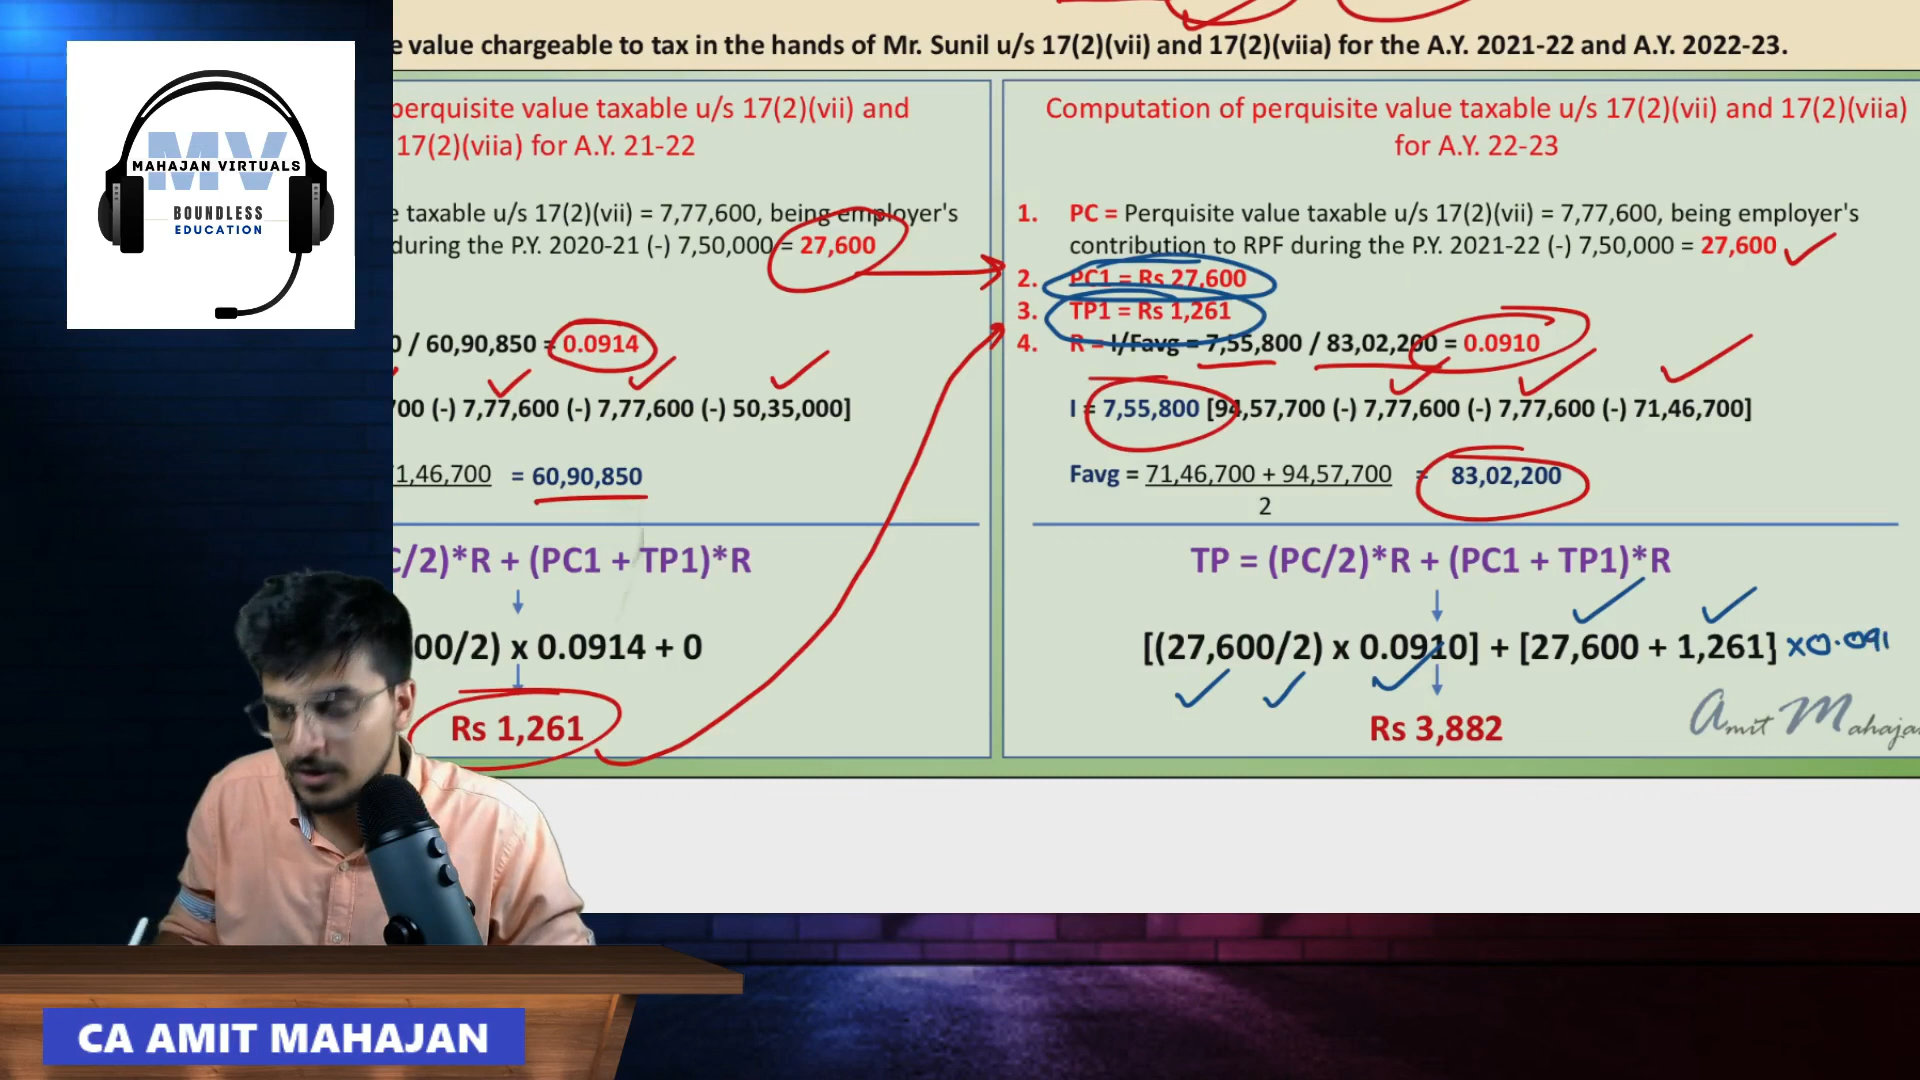 e value chargeable to tax in the hands of Mr. Sunil u/s 17(2)(vii) and 17(2)(viia) for the A.Y. 2021-22 and A.Y. 2022-23.
MV
MAHAJAN VIRTUALS
BOUNDLESS
EDUCATION
perquisite value taxable u/s 17(2)(vii) and
17(2)(viia) for A.Y. 21-22
e taxable u/s 17(2)(vii) = 7,77,600, being employer's
during the P.Y. 2020-21 (-) 7,50,000 = 27,600
0 / 60,90,850 = 0.0914
00 (-) 7,77,600 (-) 7,77,600 (-) 50,35,000]
71,46,700 = 60,90,850
C/2)*R + (PC1 + TP1)*R
00/2) x 0.0914 + 0
Rs 1,261
Computation of perquisite value taxable u/s 17(2)(vii) and 17(2)(viia)
for A.Y. 22-23
1. PC = Perquisite value taxable u/s 17(2)(vii) = 7,77,600, being employer's
contribution to RPF during the P.Y. 2021-22 (-) 7,50,000 = 27,600
2. PC1 = Rs 27,600
3. TP1 = Rs 1,261
4. R = I/Favg = 7,55,800 / 83,02,200 = 0.0910
I = 7,55,800 [94,57,700 (-) 7,77,600 (-) 7,77,600 (-) 71,46,700]
Favg = 71,46,700 + 94,57,700 = 83,02,200
2
TP = (PC/2)*R + (PC1 + TP1)*R
[(27,600/2) x 0.0910] + [27,600 + 1,261] x0.091
Rs 3,882
Amit Mahaja
CA AMIT MAHAJAN